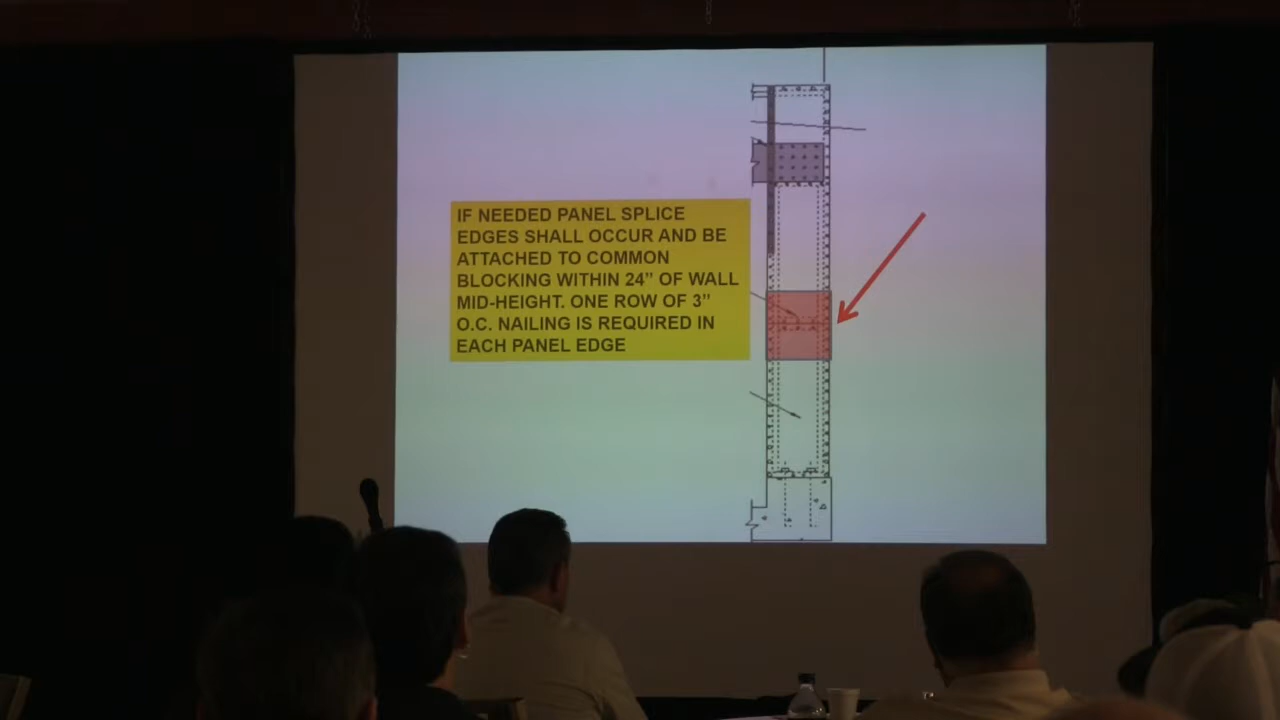 IF NEEDED PANEL SPLICE
EDGES SHALL OCCUR AND BE
ATTACHED TO COMMON
BLOCKING WITHIN 24” OF WALL
MID-HEIGHT. ONE ROW OF 3”
O.C. NAILING IS REQUIRED IN
EACH PANEL EDGE